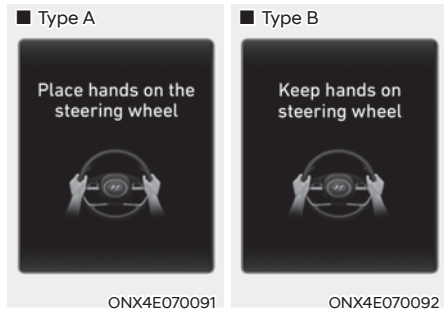 ■ Type A
Place hands on the
steering wheel
ONX4E070091
■ Type B
Keep hands on
steering wheel
ONX4E070092